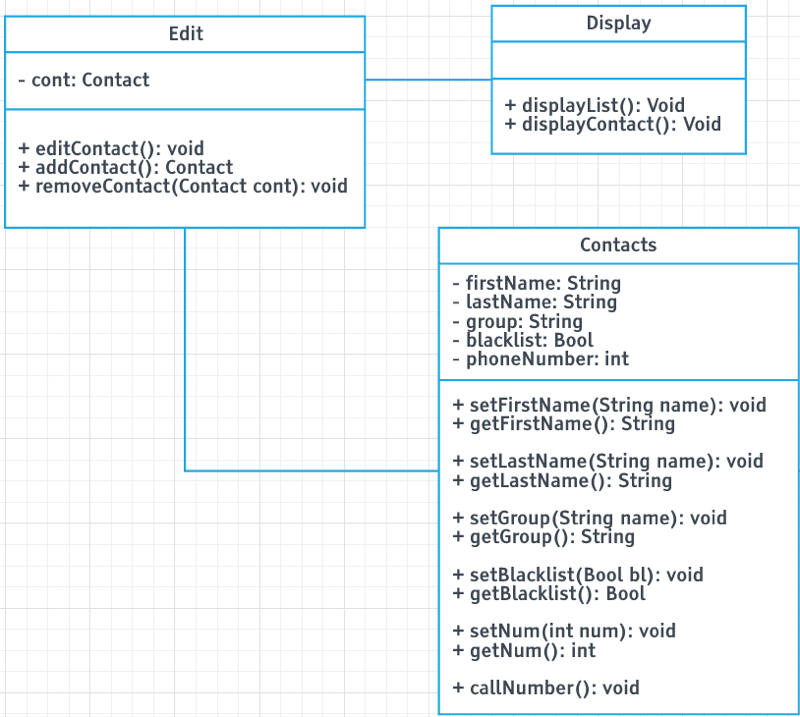 Edit
- cont: Contact
+ editContact(): void
+ addContact(): Contact
+ removeContact(Contact cont): void
Display
+ displayList(): Void
+ displayContact(): Void
Contacts
- firstName: String
- lastName: String
- group: String
- blacklist: Bool
- phoneNumber: int
+ setFirstName(String name): void
+ getFirstName(): String
+ setLastName(String name): void
+ getLastName(): String
+ setGroup(String name): void
+ getGroup(): String
+ setBlacklist(Bool bl): void
+ getBlacklist(): Bool
+ setNum(int num): void
+ getNum(): int
+ callNumber(): void